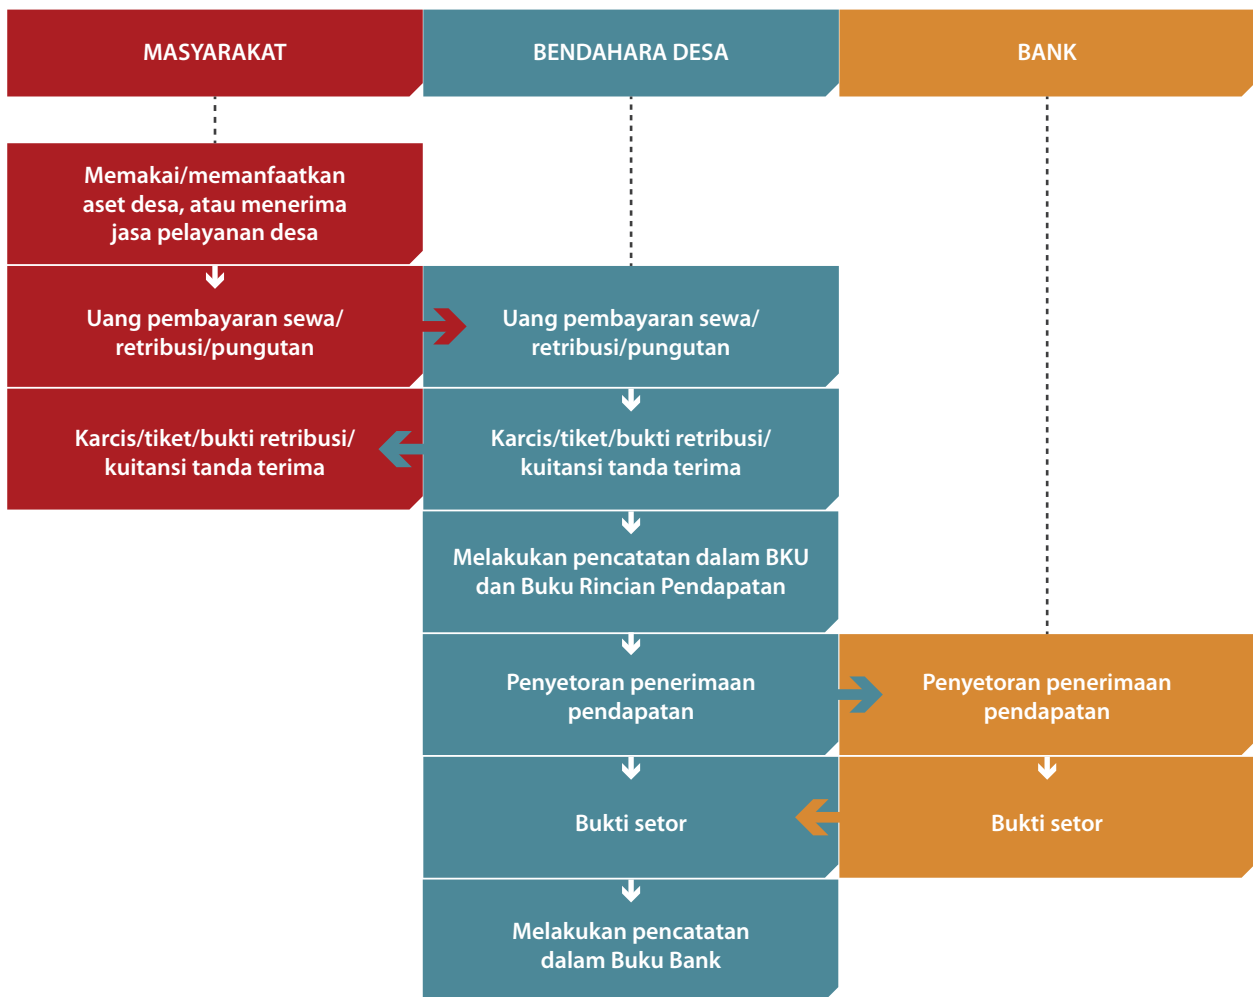 MASYARAKAT
BENDAHARA DESA
BANK
Memakai/memanfaatkan
aset desa, atau menerima
jasa pelayanan desa
Uang pembayaran sewa/
retribusi/pungutan
Uang pembayaran sewa/
retribusi/pungutan
Karcis/tiket/bukti retribusi/
kuitansi tanda terima
Karcis/tiket/bukti retribusi/
kuitansi tanda terima
Melakukan pencatatan dalam BKU
dan Buku Rincian Pendapatan
Penyetoran penerimaan
pendapatan
Penyetoran penerimaan
pendapatan
Bukti setor
Bukti setor
Melakukan pencatatan
dalam Buku Bank